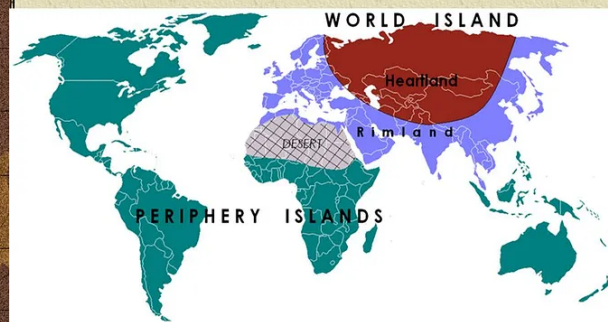 WORLD ISLAND
Heartland
Rimland
DESERT
PERIPHERY ISLANDS